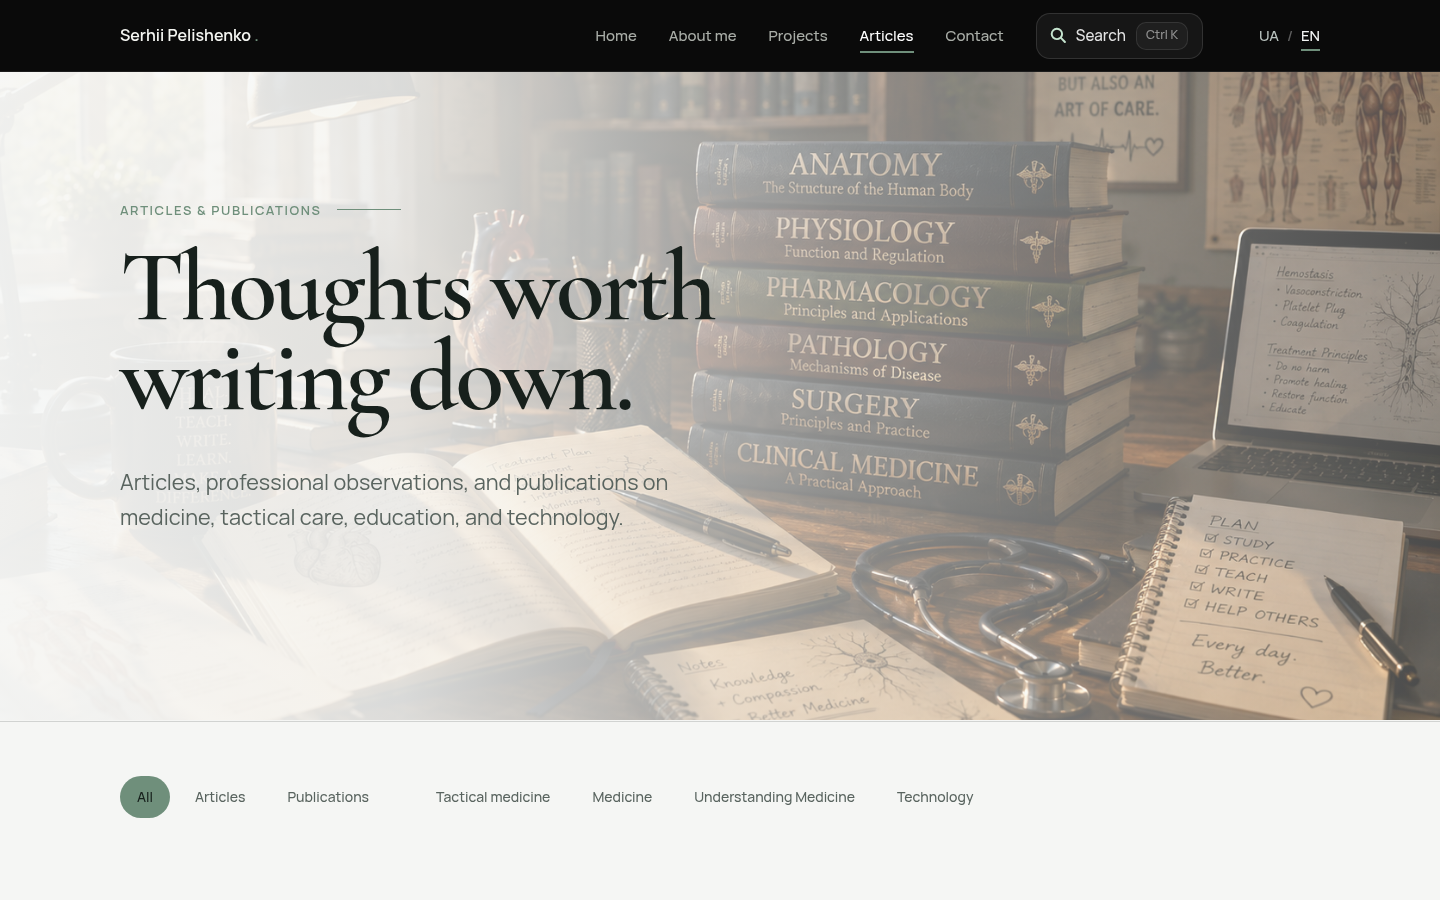 Serhii Pelishenko .
Home
About me
Projects
Articles
Contact
Search
Ctrl K
UA / EN
BUT ALSO AN
ART OF CARE.
ARTICLES & PUBLICATIONS
Thoughts worth
writing down.
Articles, professional observations, and publications on
medicine, tactical care, education, and technology.
ANATOMY
The Structure of the Human Body
PHYSIOLOGY
Function and Regulation
PHARMACOLOGY
Principles and Applications
PATHOLOGY
Mechanisms of Disease
SURGERY
Principles and Practice
CLINICAL MEDICINE
A Practical Approach
Hemostasis
• Vasoconstriction
• Platelet Plug
• Coagulation
Treatment Principles
• Do no harm
• Promote healing
• Restore function
• Educate
TEACH.
WRITE.
LEARN.
Treatment Plan
PLAN
STUDY
PRACTICE
TEACH
WRITE
HELP OTHERS
Every day.
Better.
Notes
Knowledge
+ Compassion
Better Medicine
All
Articles
Publications
Tactical medicine
Medicine
Understanding Medicine
Technology